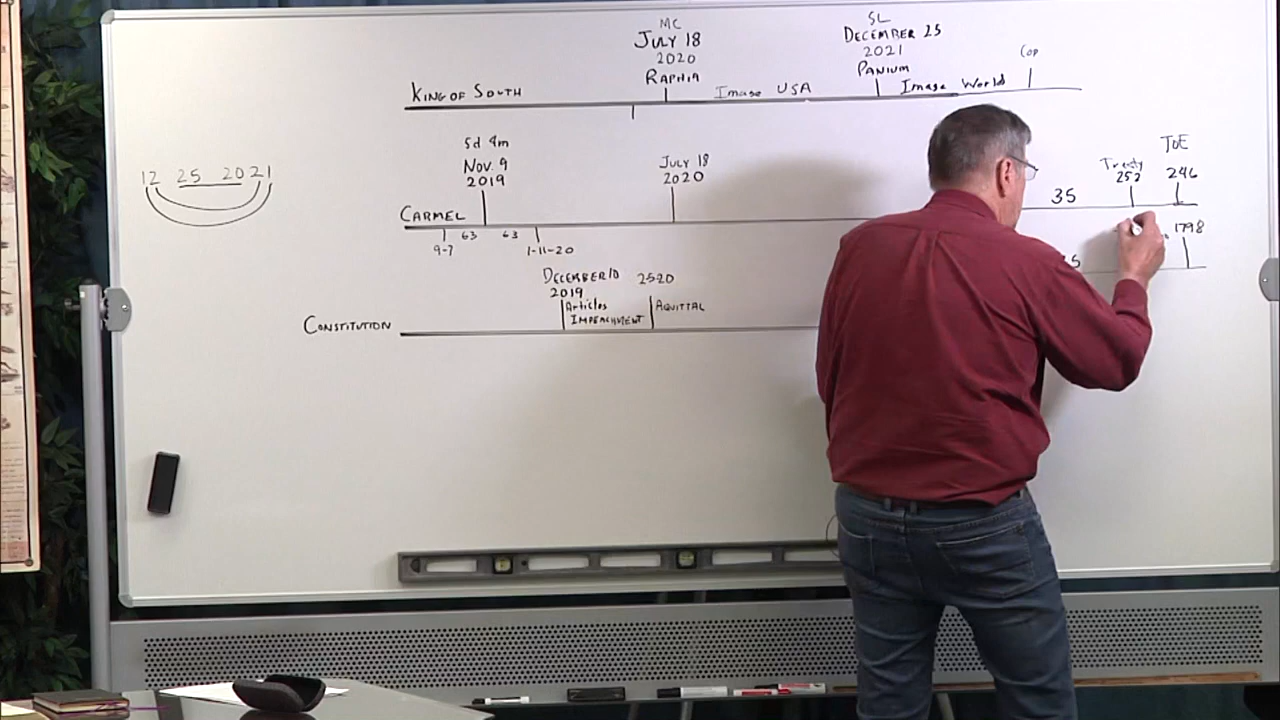 MC
JULY 18
2020
RAPHIA
SL
DECEMBER 25
2021
PANIUM
COP
KING OF SOUTH
Image USA
Image World
12 25 2021
5d 9m
Nov. 9
2019
JULY 18
2020
CARMEL
63 63
9-7
1-11-20
35
Treaty
252
TOE
246
1798
DECEMBER 10
2019
2520
Articles
IMPEACHMENT
AQUITTAL
CONSTITUTION